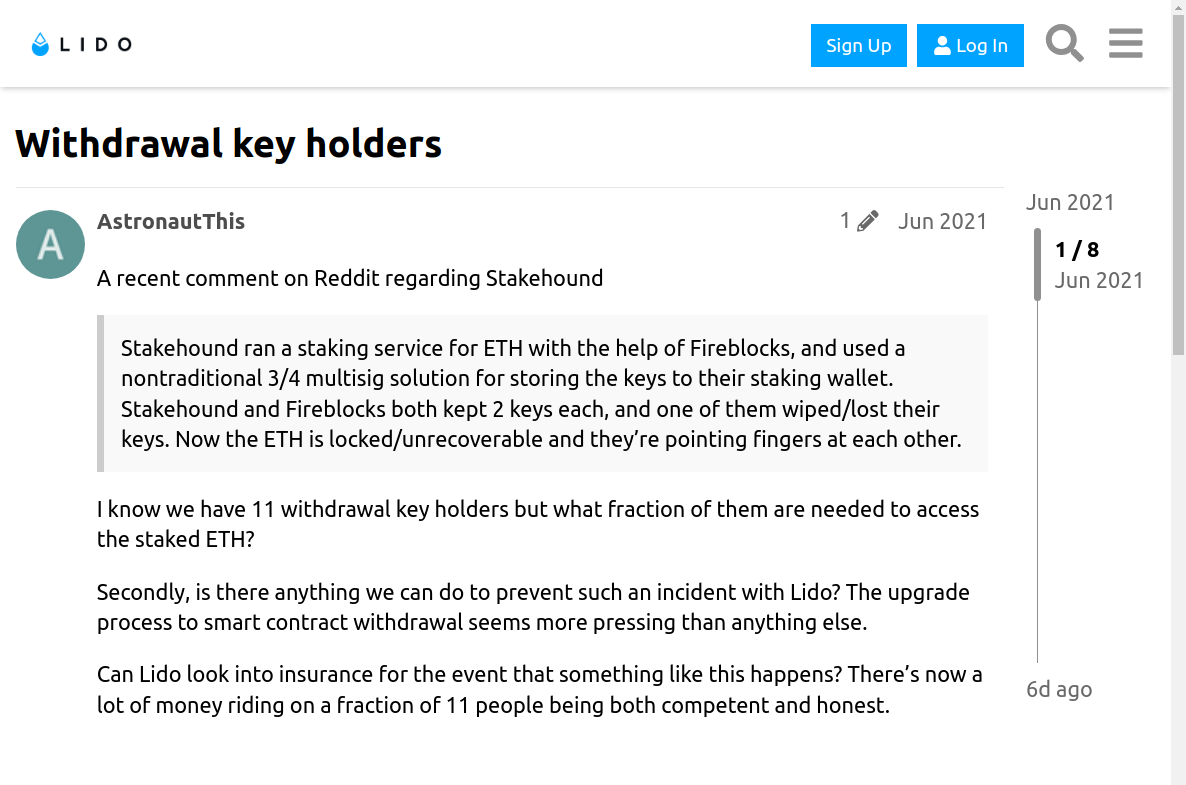 LIDO
Sign Up
Log In
Withdrawal key holders
A
AstronautThis
1
Jun 2021
A recent comment on Reddit regarding Stakehound
Stakehound ran a staking service for ETH with the help of Fireblocks, and used a
nontraditional 3/4 multisig solution for storing the keys to their staking wallet.
Stakehound and Fireblocks both kept 2 keys each, and one of them wiped/lost their
keys. Now the ETH is locked/unrecoverable and they’re pointing fingers at each other.
I know we have 11 withdrawal key holders but what fraction of them are needed to access
the staked ETH?
Secondly, is there anything we can do to prevent such an incident with Lido? The upgrade
process to smart contract withdrawal seems more pressing than anything else.
Can Lido look into insurance for the event that something like this happens? There’s now a
lot of money riding on a fraction of 11 people being both competent and honest.
Jun 2021
1 / 8
Jun 2021
6d ago